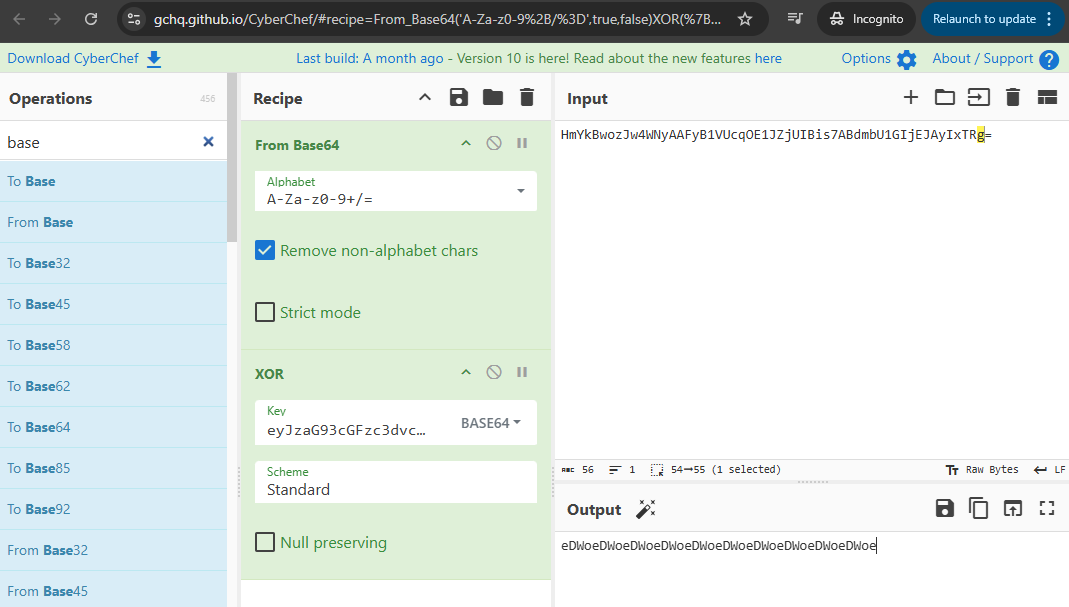 gchq.github.io/CyberChef/#recipe=From_Base64('A-Za-z0-9%2B/%3D',true,false)XOR(%7B...
Incognito
Relaunch to update
Download CyberChef
Last build: A month ago - Version 10 is here! Read about the new features here
Options
About / Support
Operations
456
base
To Base
From Base
To Base32
To Base45
To Base58
To Base62
To Base64
To Base85
To Base92
From Base32
From Base45
Recipe
From Base64
Alphabet
A-Za-z0-9+/=
Remove non-alphabet chars
Strict mode
XOR
Key
eyJzaG93cGFzc3dvc…
BASE64
Scheme
Standard
Null preserving
Input
HmYkBwozJw4WNyAAFyB1VUcqOE1JZjUIBis7ABdmbU1GIjEJAyIxTRg=
ABC 56 1 54→55 (1 selected)
Tr Raw Bytes LF
Output
eDWoeDWoeDWoeDWoeDWoeDWoeDWoeDWoeDWoeDWoe